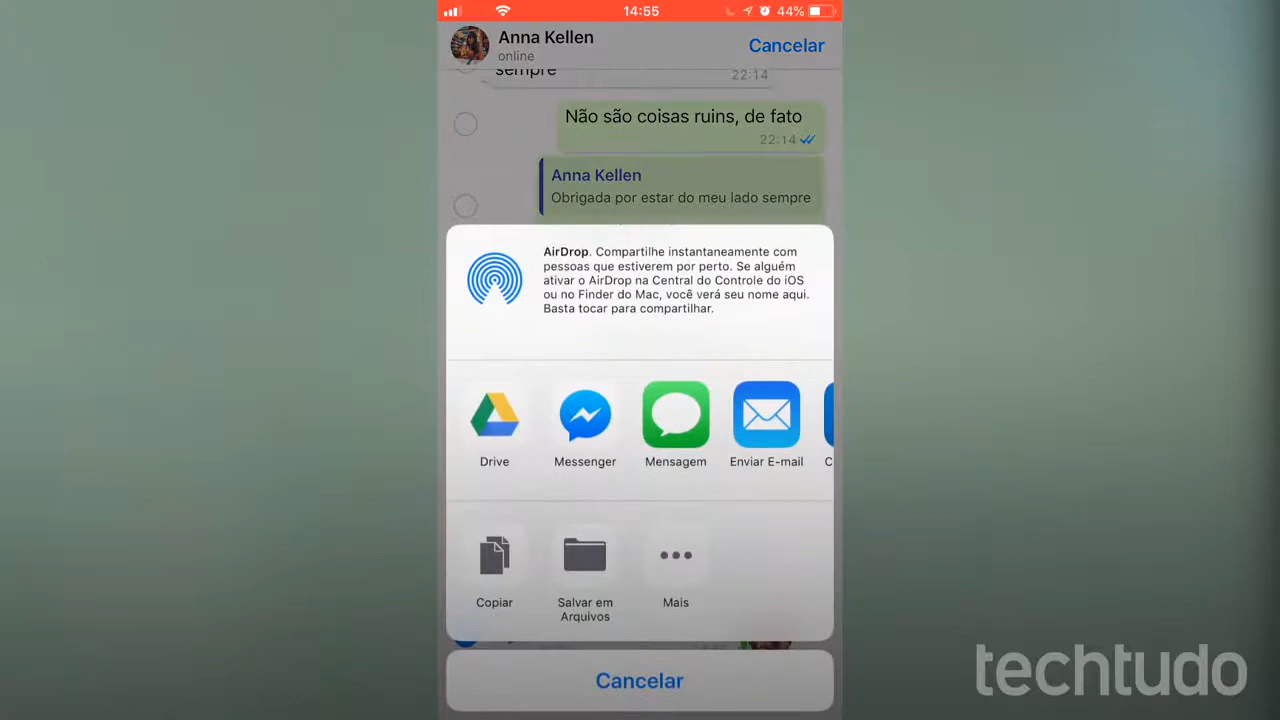 14:55
44%
Anna Kellen
online
Cancelar
sempre
22:14
Não são coisas ruins, de fato
22:14
Anna Kellen
Obrigada por estar do meu lado sempre
AirDrop. Compartilhe instantaneamente com
pessoas que estiverem por perto. Se alguém
ativar o AirDrop na Central do Controle do iOS
ou no Finder do Mac, você verá seu nome aqui.
Basta tocar para compartilhar.
Drive
Messenger
Mensagem
Enviar E-mail
C
Copiar
Salvar em
Arquivos
Mais
Cancelar
techtudo